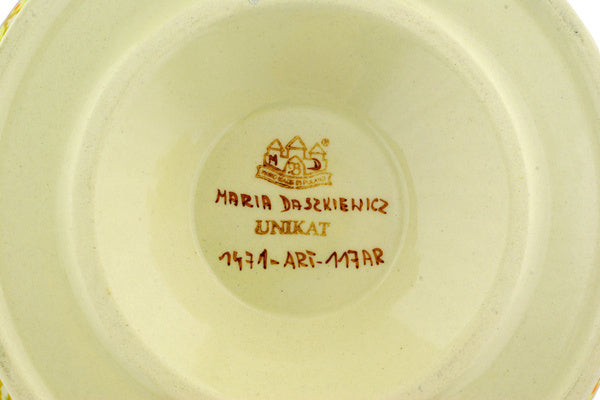 ®
M D
MARIA DASZKIEWICZ
UNIKAT
1471-ART-117AR